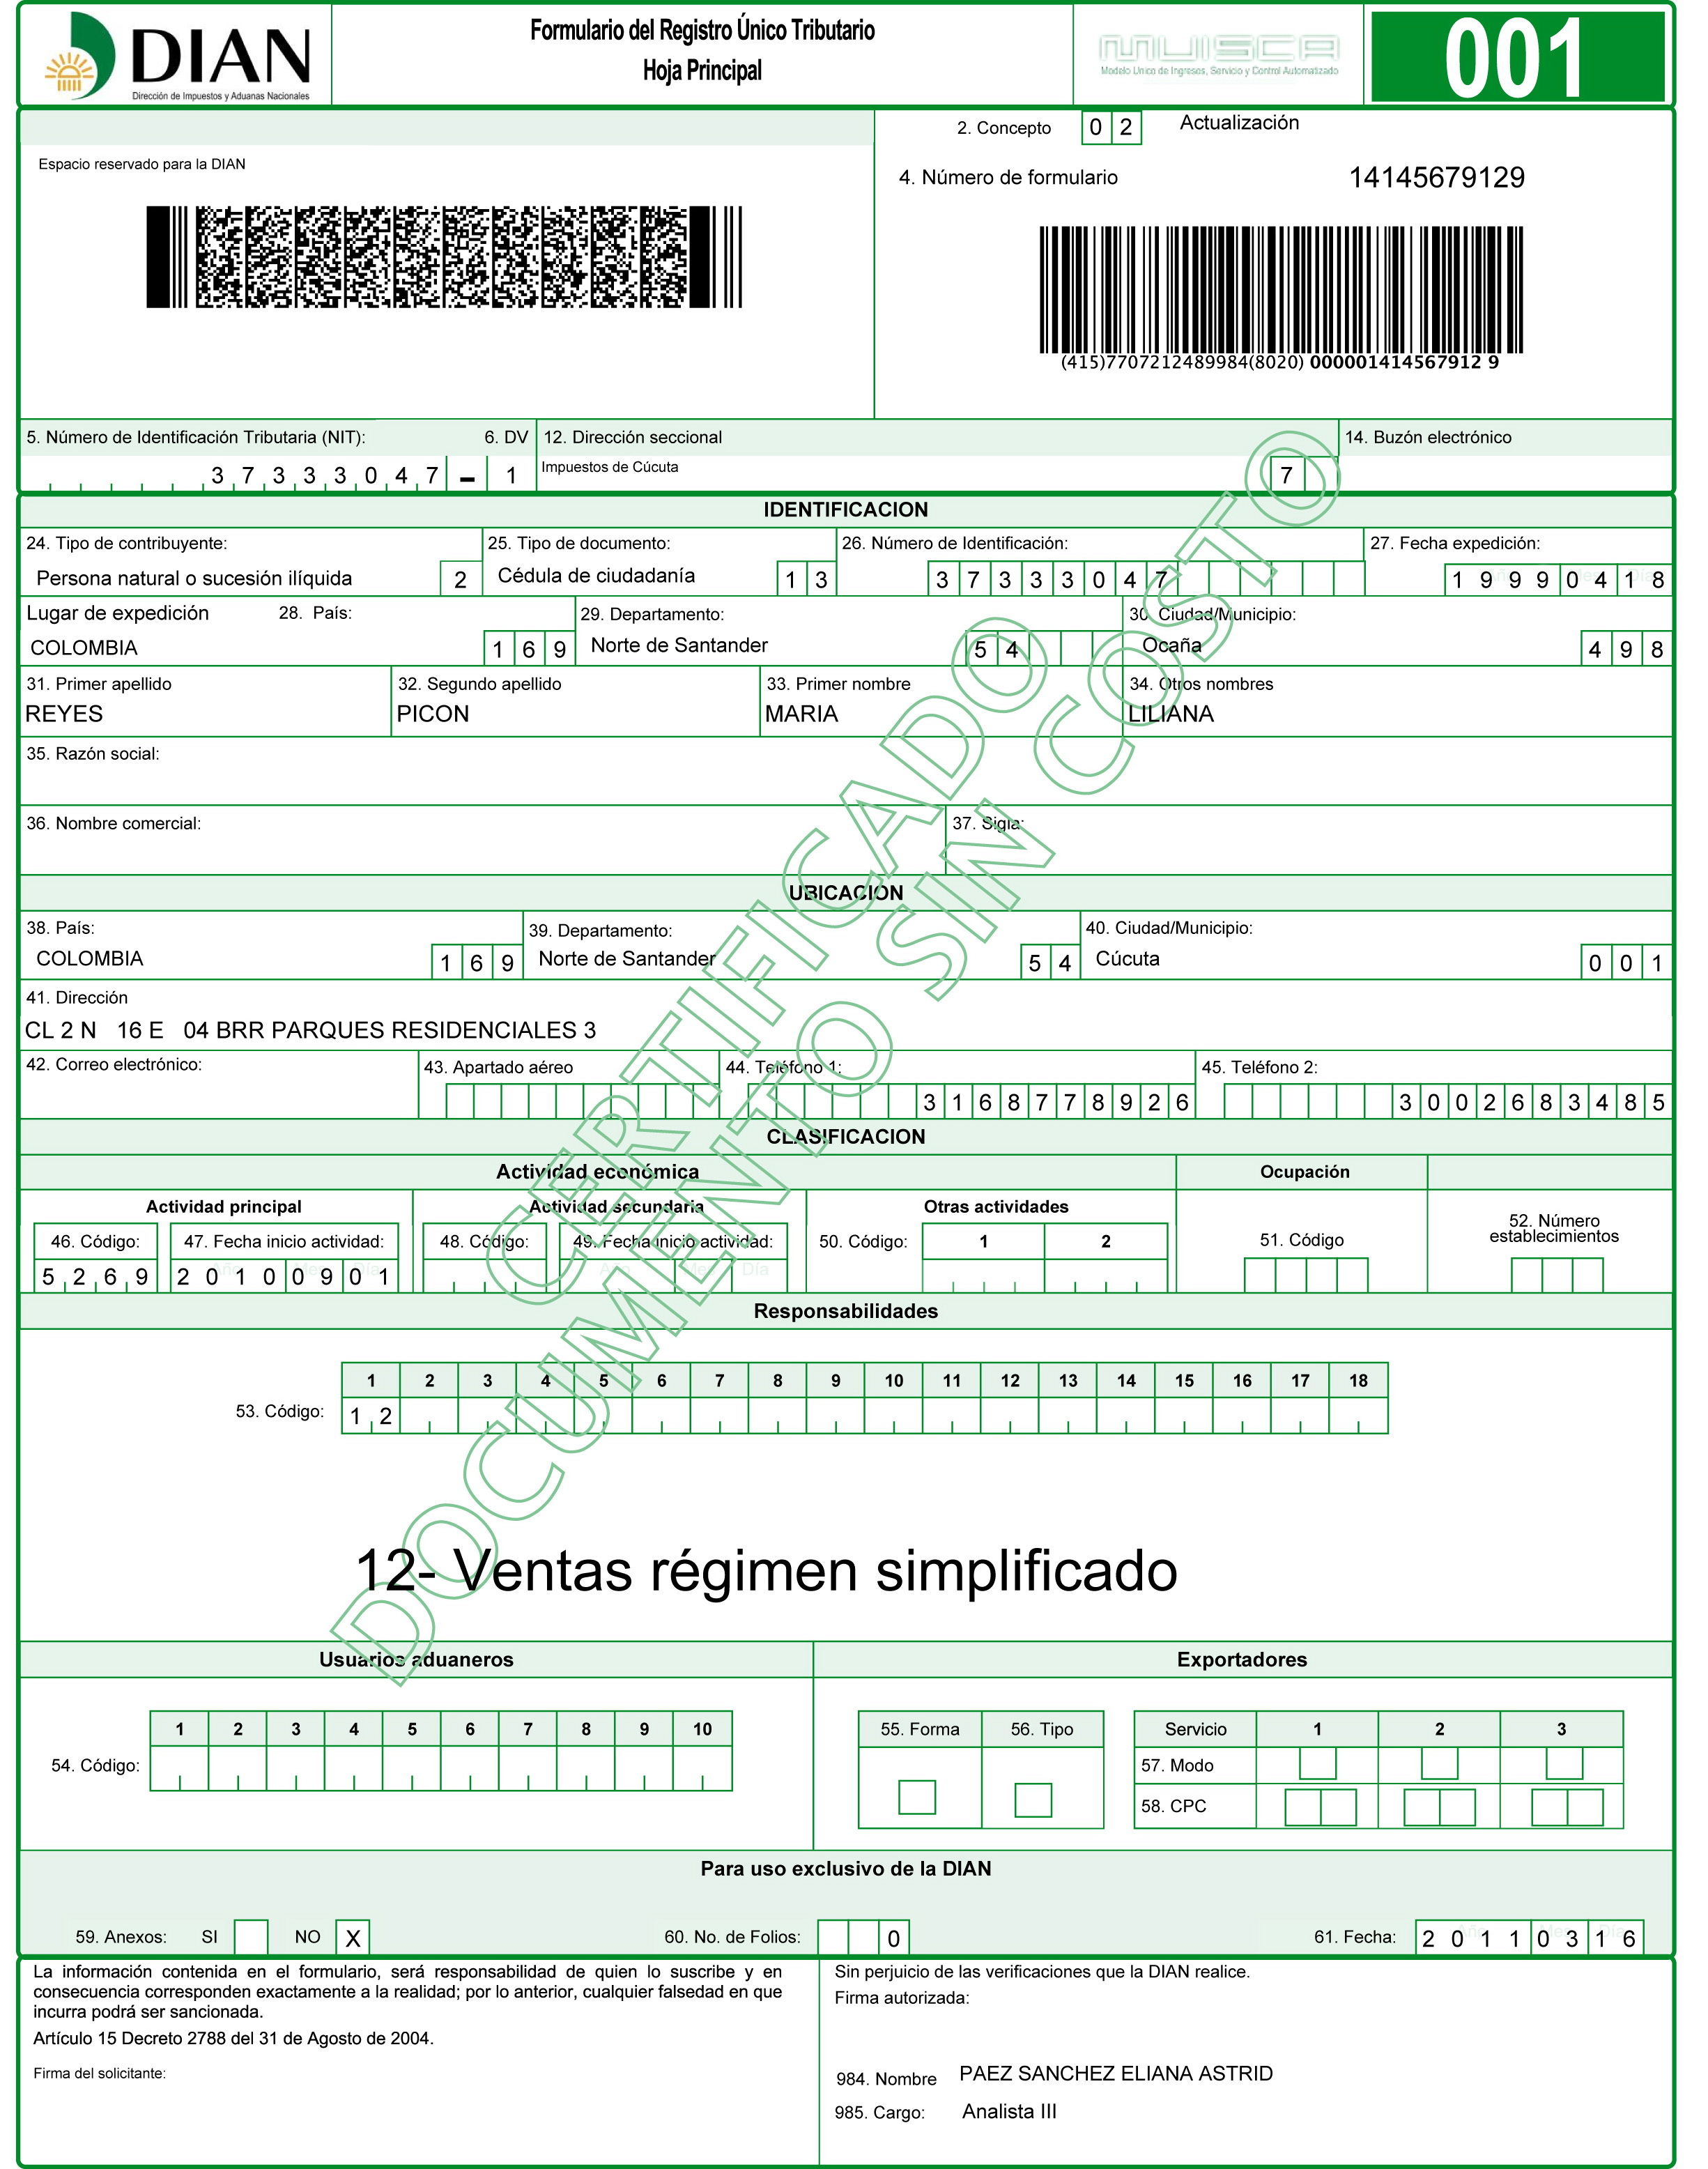 DIAN
Dirección de Impuestos y Aduanas Nacionales
Formulario del Registro Único Tributario
Hoja Principal
MUISCA
Modelo Unico de Ingresos, Servicio y Control Automatizado
001
2. Concepto 0 2 Actualización
Espacio reservado para la DIAN
4. Número de formulario 14145679129
(415)7707212489984(8020) 000001414567912 9
5. Número de Identificación Tributaria (NIT): 6. DV 12. Dirección seccional 14. Buzón electrónico
3 7 3 3 3 0 4 7 - 1 Impuestos de Cúcuta 7
IDENTIFICACION
24. Tipo de contribuyente: 25. Tipo de documento: 26. Número de Identificación: 27. Fecha expedición:
Persona natural o sucesión ilíquida 2 Cédula de ciudadanía 1 3 3 7 3 3 3 0 4 7 1 9 9 9 0 4 1 8
Lugar de expedición 28. País: 29. Departamento: 30. Ciudad/Municipio:
COLOMBIA 1 6 9 Norte de Santander 5 4 Ocaña 4 9 8
31. Primer apellido 32. Segundo apellido 33. Primer nombre 34. Otros nombres
REYES PICON MARIA LILIANA
35. Razón social:
36. Nombre comercial: 37. Sigla:
UBICACION
38. País: 39. Departamento: 40. Ciudad/Municipio:
COLOMBIA 1 6 9 Norte de Santander 5 4 Cúcuta 0 0 1
41. Dirección
CL 2 N 16 E 04 BRR PARQUES RESIDENCIALES 3
42. Correo electrónico: 43. Apartado aéreo 44. Teléfono 1: 45. Teléfono 2:
3 1 6 8 7 7 8 9 2 6 3 0 0 2 6 8 3 4 8 5
CLASIFICACION
Actividad económica Ocupación
Actividad principal Actividad secundaria Otras actividades
46. Código: 47. Fecha inicio actividad: 48. Código: 49. Fecha inicio actividad: 50. Código: 1 2 51. Código 52. Número establecimientos
5 2 6 9 2 0 1 0 0 9 0 1 Año Mes Día
Responsabilidades
1 2 3 4 5 6 7 8 9 10 11 12 13 14 15 16 17 18
53. Código: 1 2
12- Ventas régimen simplificado
CERTIFICADO
DOCUMENTO SIN COSTO
Usuarios aduaneros Exportadores
1 2 3 4 5 6 7 8 9 10 55. Forma 56. Tipo Servicio 1 2 3
54. Código: 57. Modo
58. CPC
Para uso exclusivo de la DIAN
59. Anexos: SI NO X 60. No. de Folios: 0 61. Fecha: 2 0 1 1 0 3 1 6
La información contenida en el formulario, será responsabilidad de quien lo suscribe y en
consecuencia corresponden exactamente a la realidad; por lo anterior, cualquier falsedad en que
incurra podrá ser sancionada.
Artículo 15 Decreto 2788 del 31 de Agosto de 2004.
Firma del solicitante:
Sin perjuicio de las verificaciones que la DIAN realice.
Firma autorizada:
984. Nombre PAEZ SANCHEZ ELIANA ASTRID
985. Cargo: Analista III